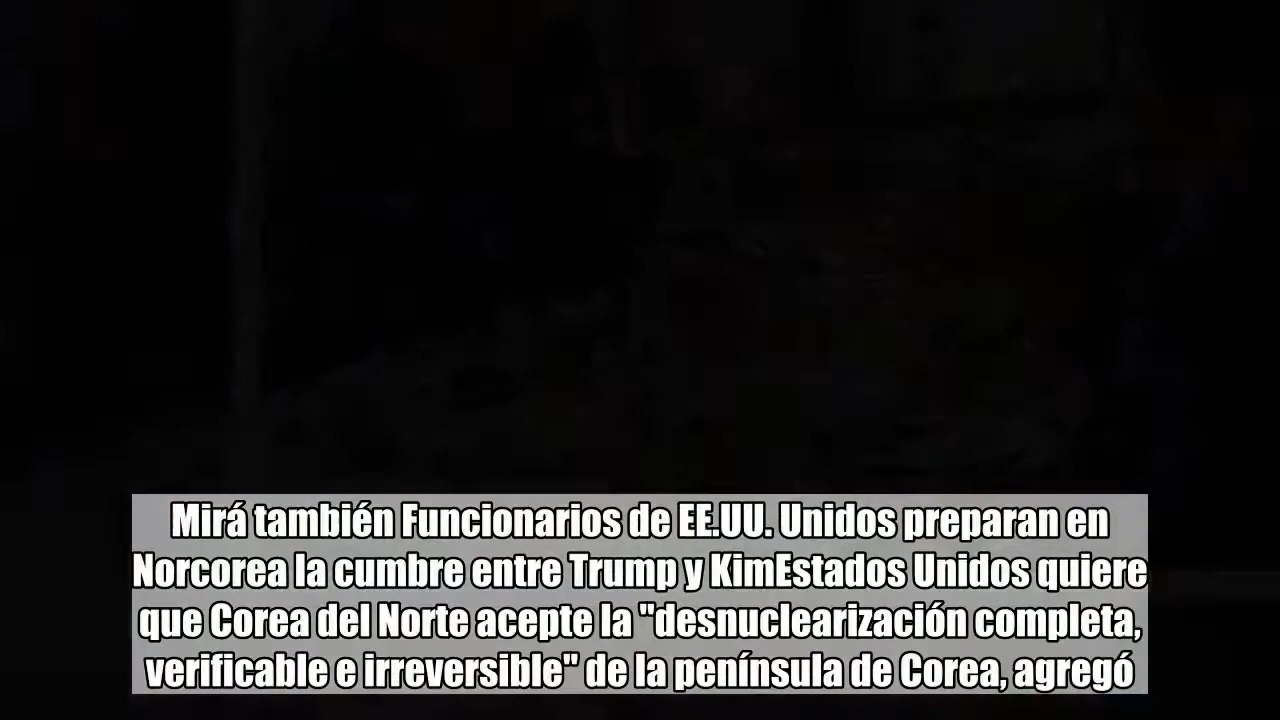 Mirá también Funcionarios de EE.UU. Unidos preparan en
Norcorea la cumbre entre Trump y KimEstados Unidos quiere
que Corea del Norte acepte la "desnuclearización completa,
verificable e irreversible" de la península de Corea, agregó